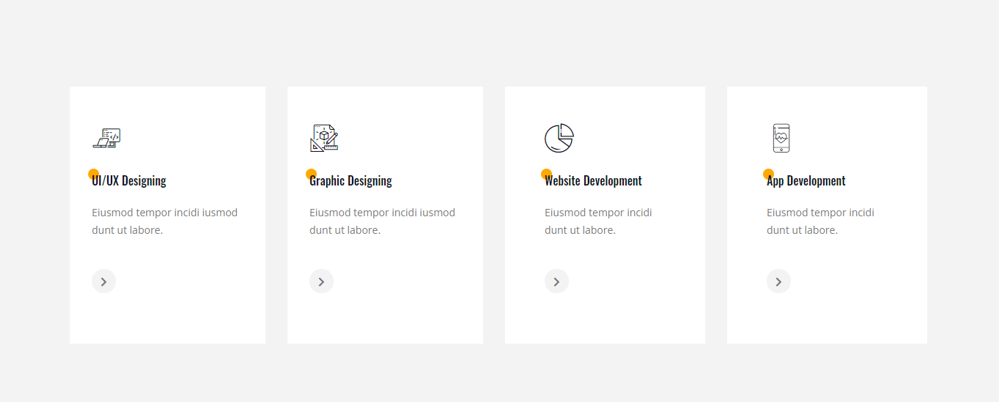 UI/UX Designing
Eiusmod tempor incidi iusmod
dunt ut labore.
Graphic Designing
Eiusmod tempor incidi iusmod
dunt ut labore.
Website Development
Eiusmod tempor incidi
dunt ut labore.
App Development
Eiusmod tempor incidi
dunt ut labore.